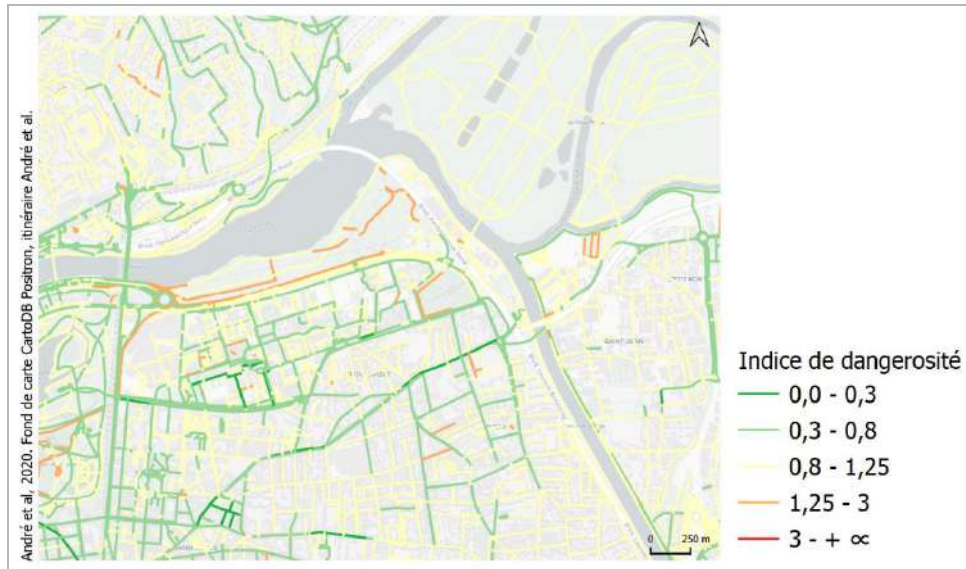 André et al, 2020. Fond de carte CartoDB Positron, itinéraire André et al.
Indice de dangerosité
0,0 - 0,3
0,3 - 0,8
0,8 - 1,25
1,25 - 3
3 - + ∝
0 250 m